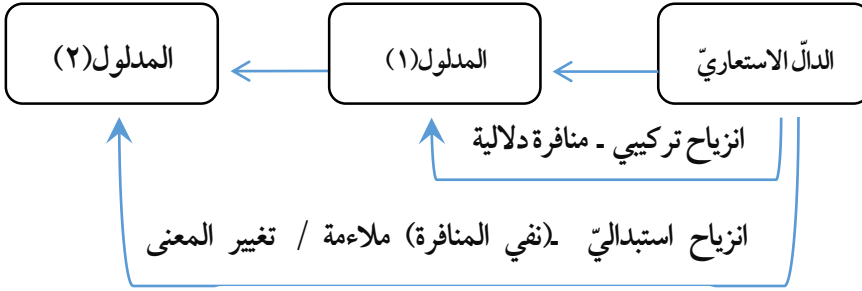 الدالّ الاستعاريّ
المدلول(١)
المدلول(٢)
انزياح تركيبي ـ منافرة دلالية
انزياح استبداليّ ـ(نفي المنافرة) ملاءمة / تغيير المعنى